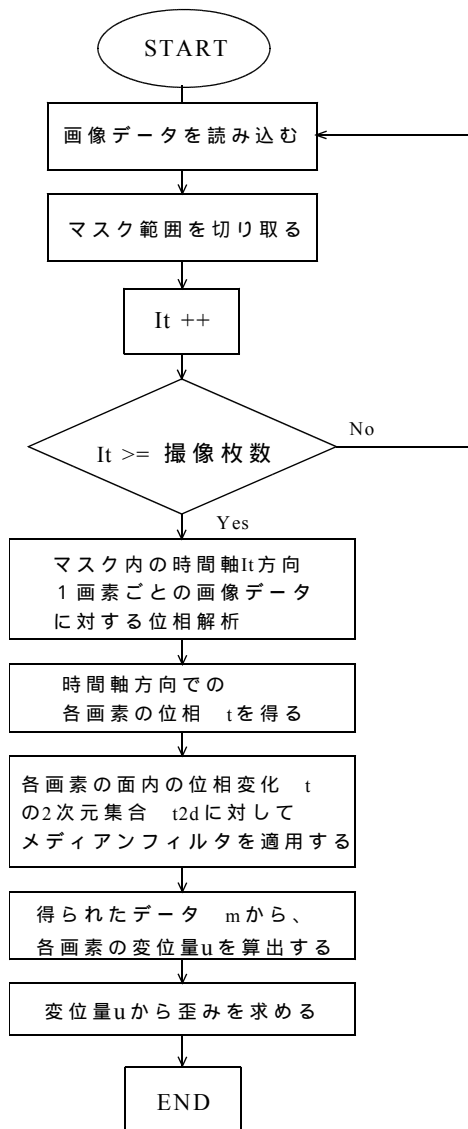 START
画像データを読み込む
マスク範囲を切り取る
It ++
It >= 撮像枚数
No
Yes
マスク内の時間軸It方向
1画素ごとの画像データ
に対する位相解析
時間軸方向での
各画素の位相　tを得る
各画素の面内の位相変化　t
の2次元集合　t2dに対して
メディアンフィルタを適用する
得られたデータ　mから、
各画素の変位量uを算出する
変位量uから歪みを求める
END